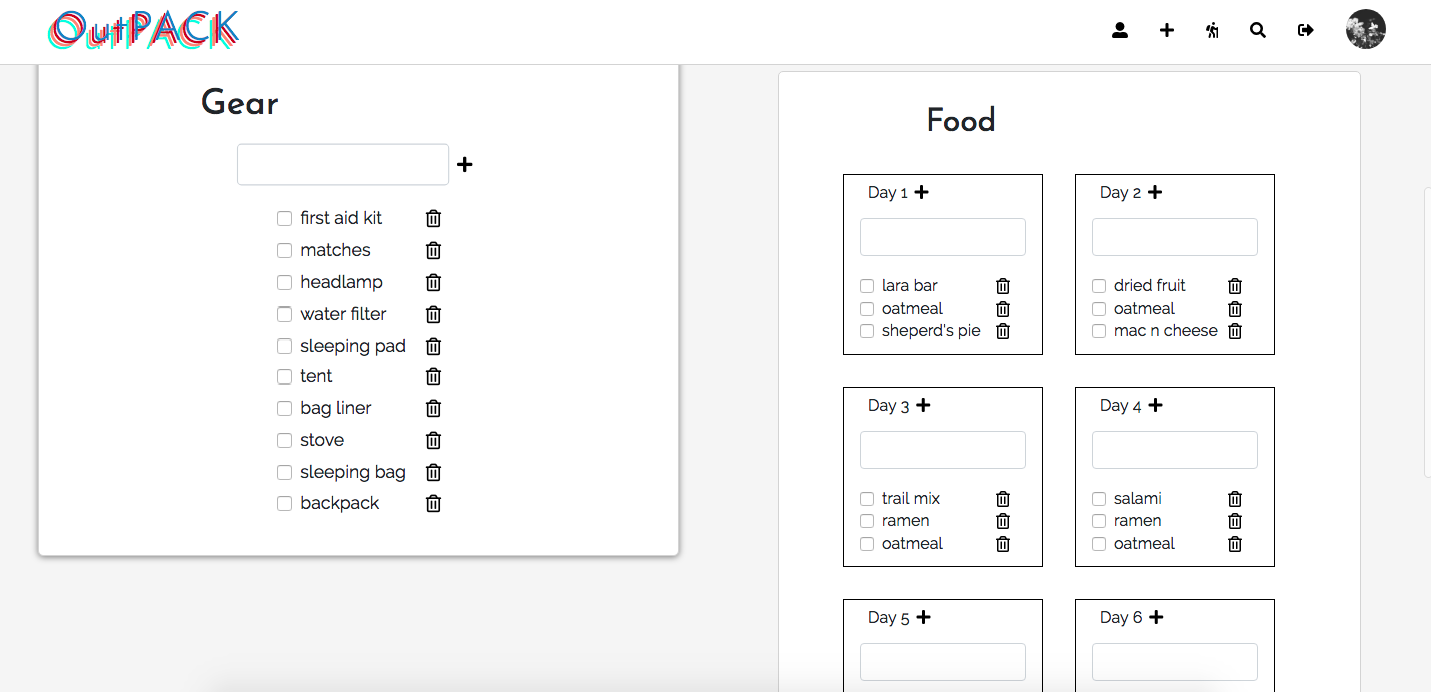 OutPACK
Gear
first aid kit
matches
headlamp
water filter
sleeping pad
tent
bag liner
stove
sleeping bag
backpack
Food
Day 1
lara bar
oatmeal
sheperd's pie
Day 2
dried fruit
oatmeal
mac n cheese
Day 3
trail mix
ramen
oatmeal
Day 4
salami
ramen
oatmeal
Day 5
Day 6